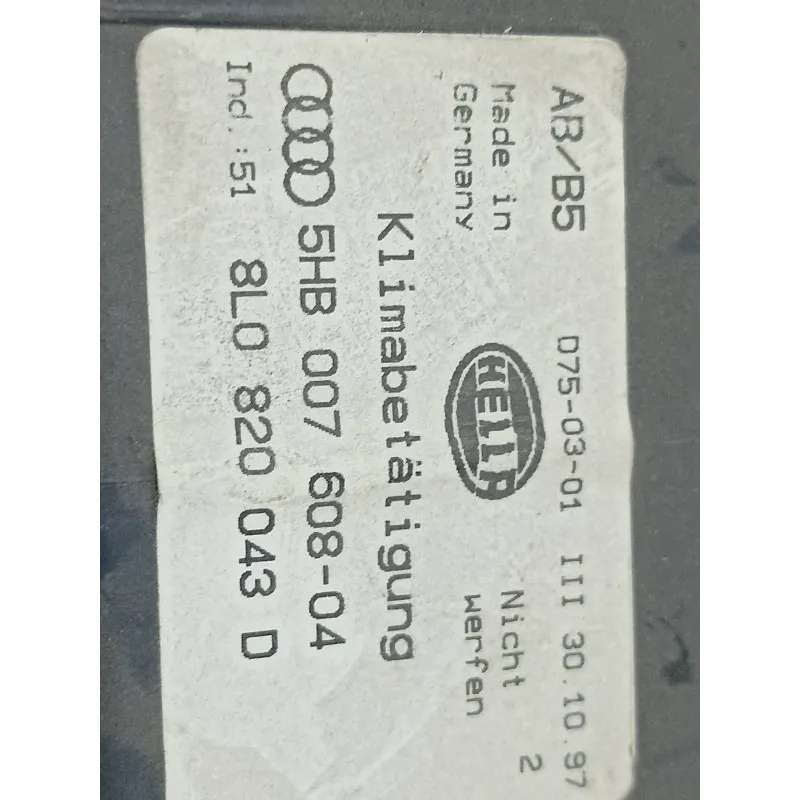 AB/B5 D75-03-01 III 30.10.97
Made in Germany HELLA Nicht werfen 2
Klimabetätigung
5HB 007 608-04
Ind.:51 8L0 820 043 D